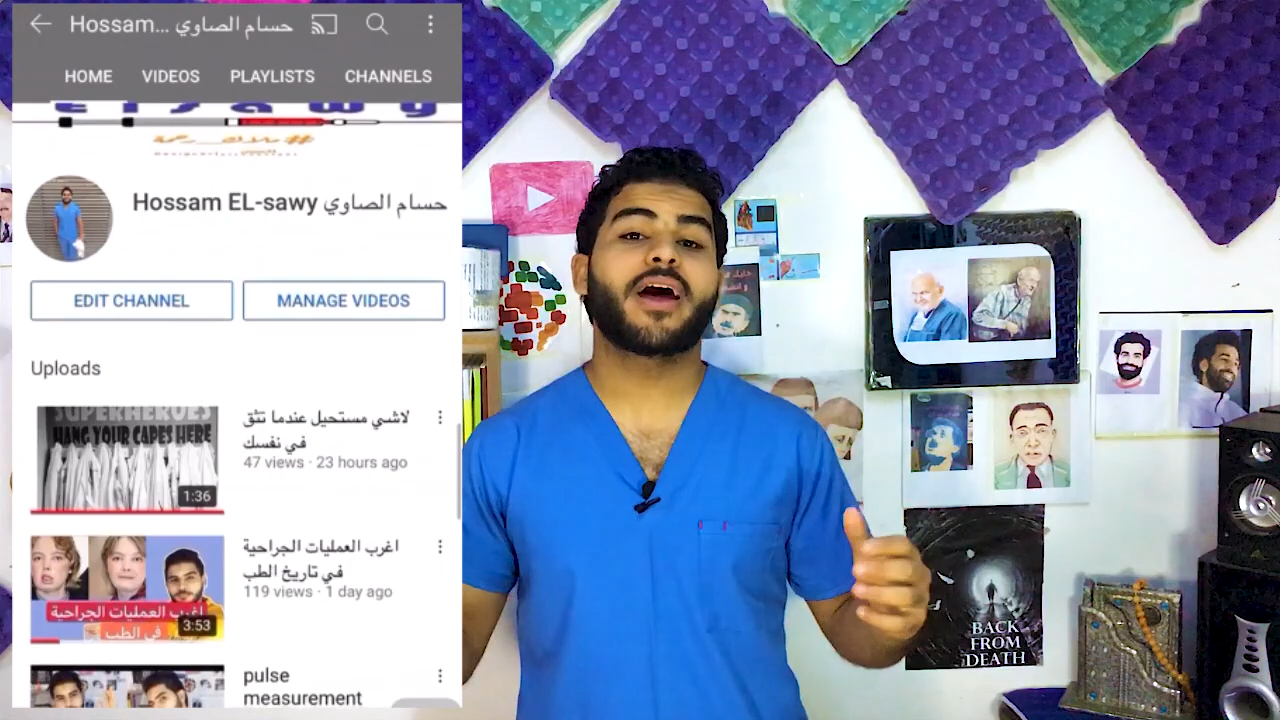 Hossam... حسام الصاوي
HOME VIDEOS PLAYLISTS CHANNELS
Hossam EL-sawy حسام الصاوي
EDIT CHANNEL
MANAGE VIDEOS
Uploads
SUPERHEROES
HANG YOUR CAPES HERE
1:36
لاشي مستحيل عندما تثق
في نفسك
47 views · 23 hours ago
اغرب العمليات الجراحية
في الطب
3:53
اغرب العمليات الجراحية
في تاريخ الطب
119 views · 1 day ago
pulse
measurement
BACK
FROM
DEATH